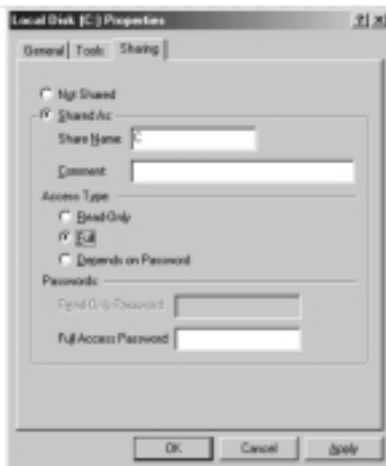 Local Disk (C:) Properties
General Tools Sharing
Not Shared
Shared As:
Share Name: C
Comment:
Access Type:
Read-Only
Full
Depends on Password
Passwords:
Read-Only Password:
Full Access Password:
OK Cancel Apply